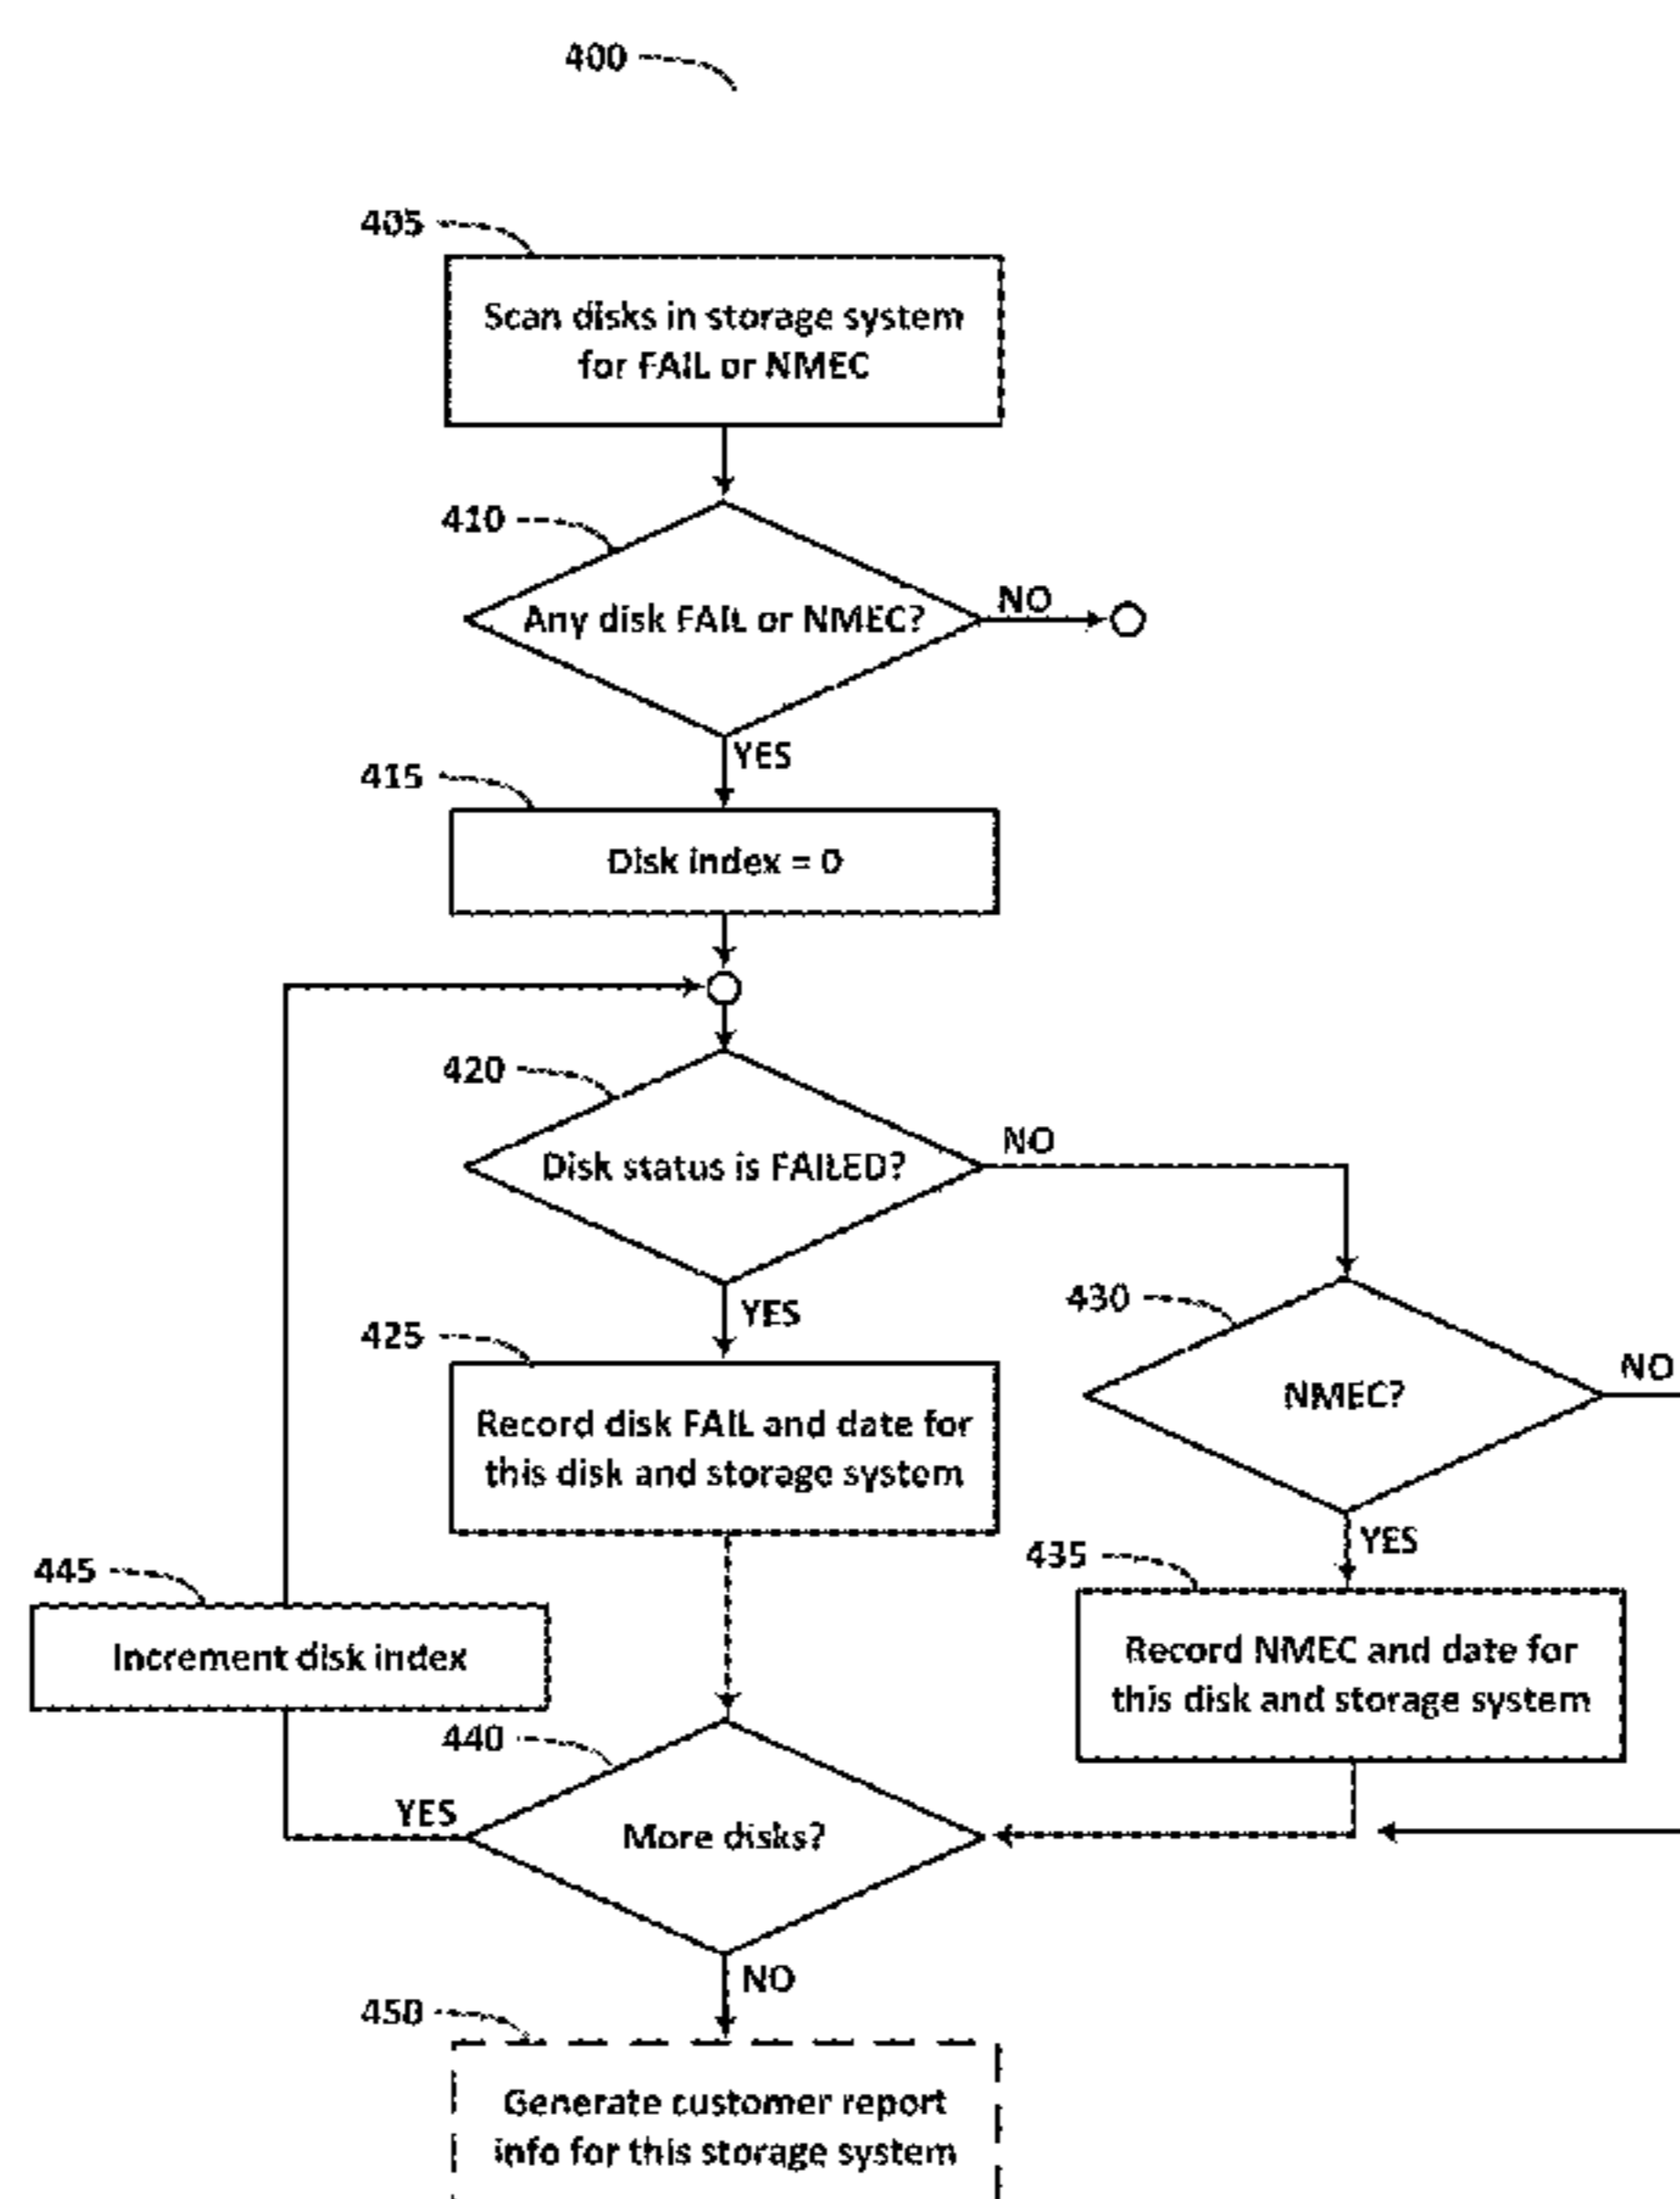 400
405
Scan disks in storage system
for FAIL or NMEC
410
Any disk FAIL or NMEC?
NO
YES
415
Disk index = 0
420
Disk status is FAILED?
NO
YES
425
Record disk FAIL and date for
this disk and storage system
430
NMEC?
NO
YES
435
Record NMEC and date for
this disk and storage system
445
Increment disk index
440
More disks?
YES
NO
450
Generate customer report
info for this storage system